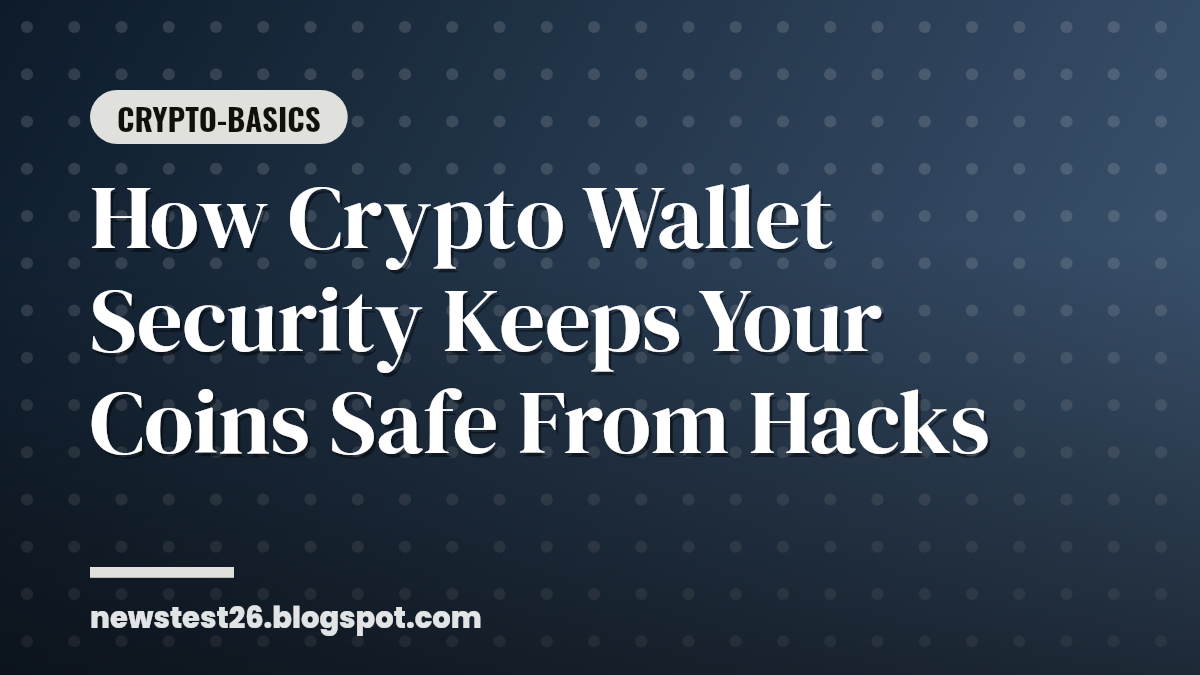 CRYPTO-BASICS
How Crypto Wallet
Security Keeps Your
Coins Safe From Hacks
newstest26.blogspot.com